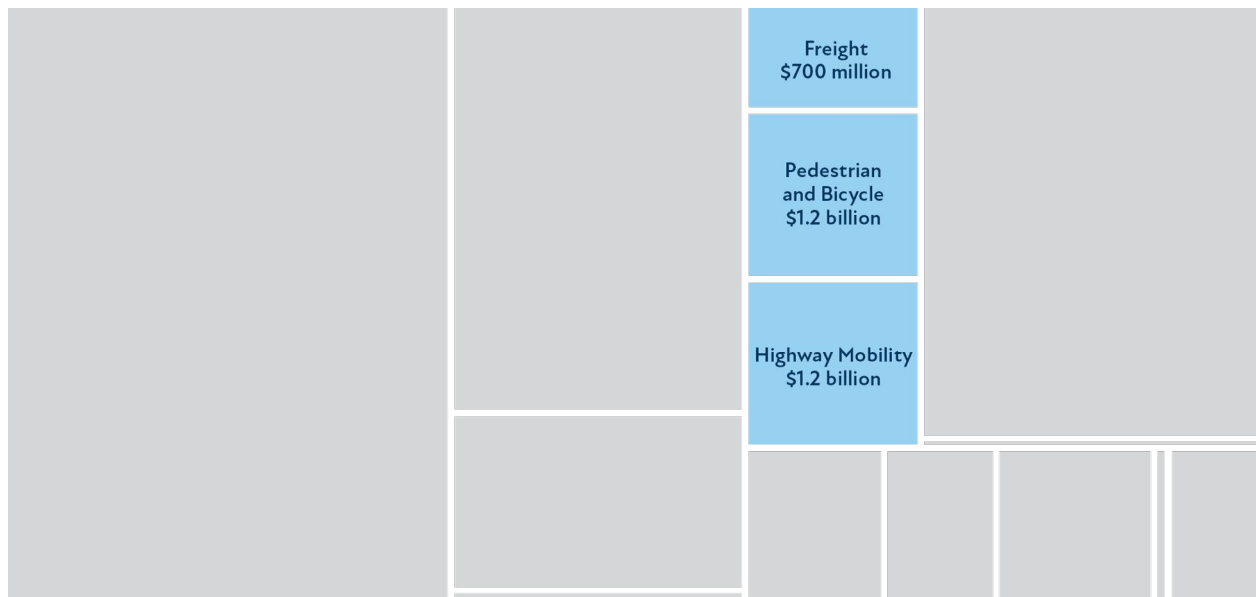 Freight
$700 million
Pedestrian
and Bicycle
$1.2 billion
Highway Mobility
$1.2 billion